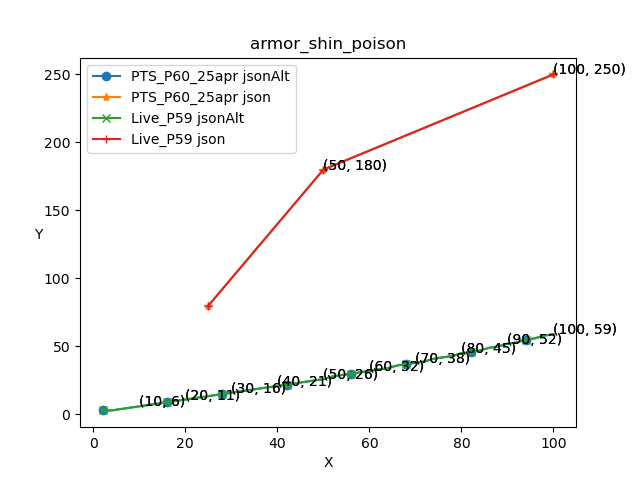 armor_shin_poison
PTS_P60_25apr jsonAlt
PTS_P60_25apr json
Live_P59 jsonAlt
Live_P59 json
(100, 250)
(50, 180)
(100, 59)
(90, 52)
(80, 45)
(70, 38)
(60, 32)
(50, 26)
(40, 21)
(30, 16)
(20, 11)
(10, 6)
250
200
150
100
50
0
Y
0 20 40 60 80 100
X